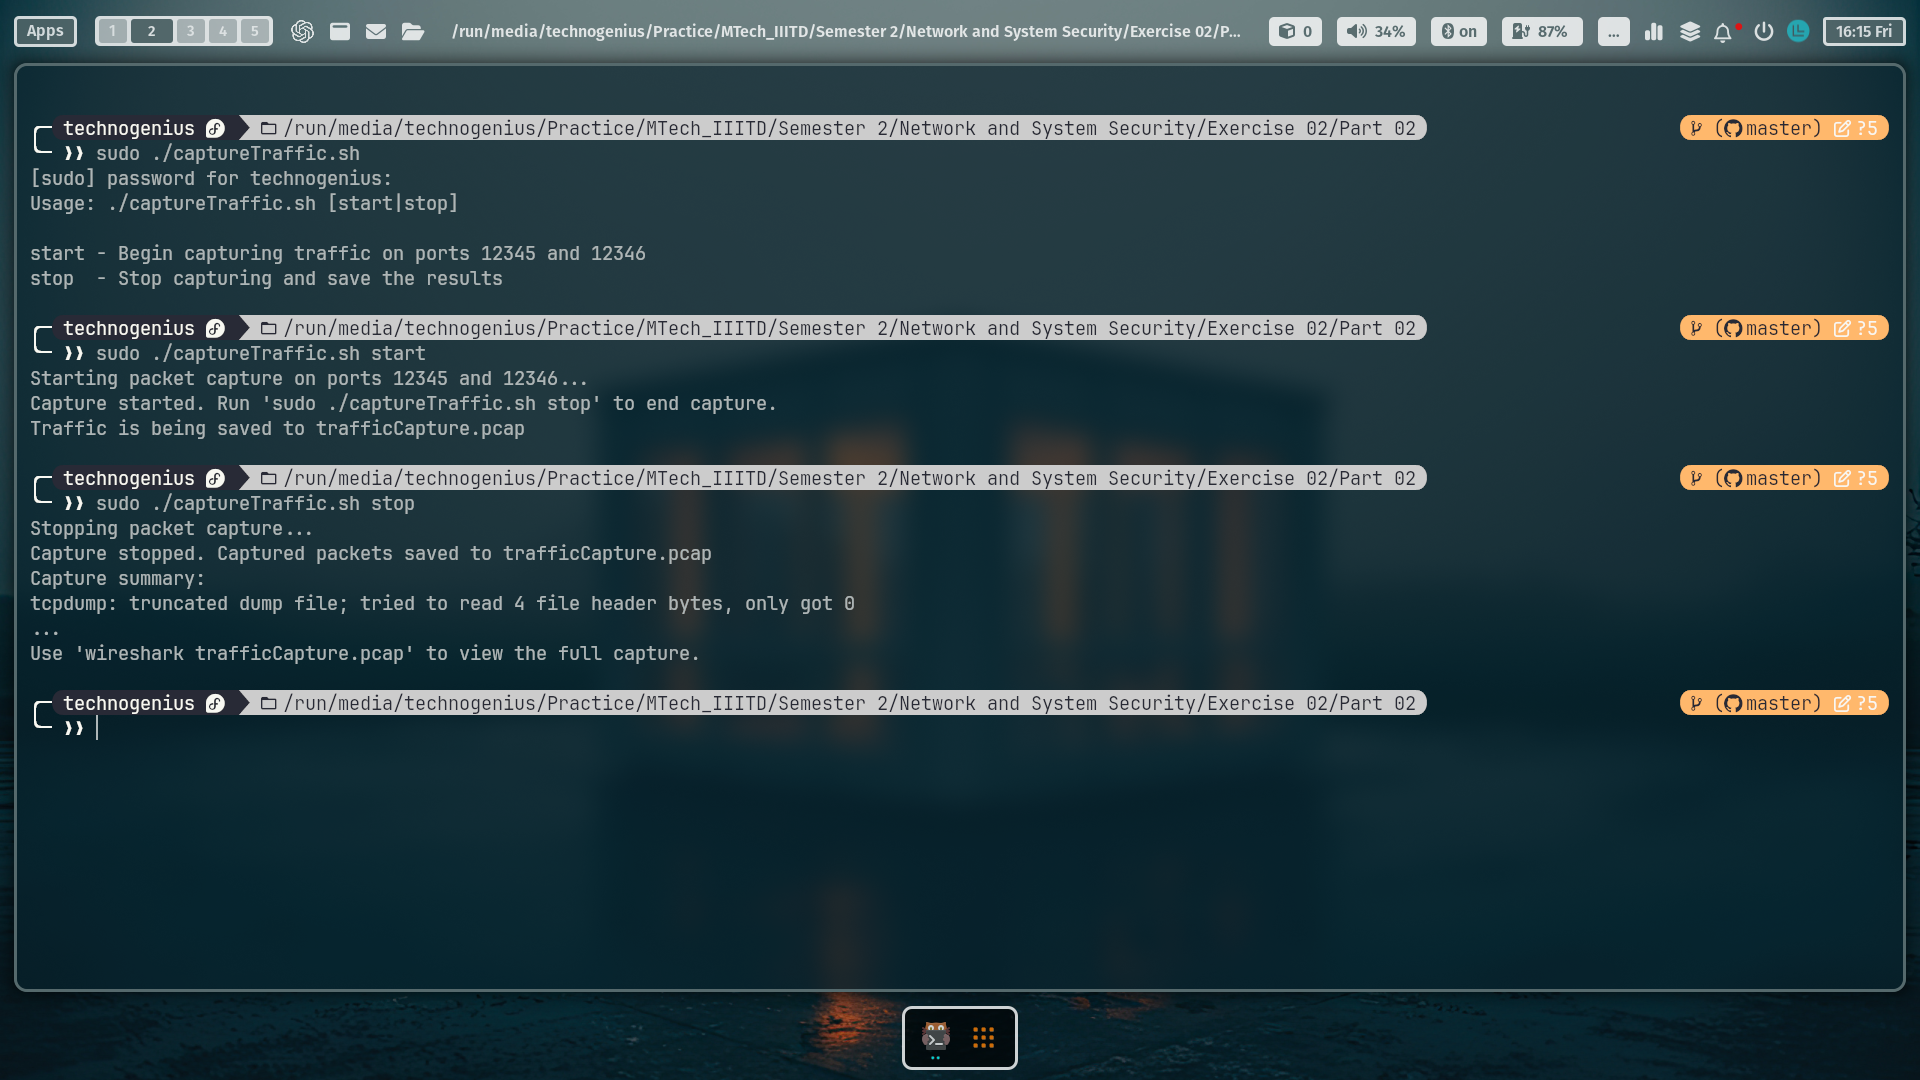 Apps 1 2 3 4 5 /run/media/technogenius/Practice/MTech_IIITD/Semester 2/Network and System Security/Exercise 02/P... 0 34% on 87% ... 16:15 Fri
technogenius /run/media/technogenius/Practice/MTech_IIITD/Semester 2/Network and System Security/Exercise 02/Part 02 (master) ?5
❯❯ sudo ./captureTraffic.sh
[sudo] password for technogenius:
Usage: ./captureTraffic.sh [start|stop]
start - Begin capturing traffic on ports 12345 and 12346
stop  - Stop capturing and save the results
technogenius /run/media/technogenius/Practice/MTech_IIITD/Semester 2/Network and System Security/Exercise 02/Part 02 (master) ?5
❯❯ sudo ./captureTraffic.sh start
Starting packet capture on ports 12345 and 12346...
Capture started. Run 'sudo ./captureTraffic.sh stop' to end capture.
Traffic is being saved to trafficCapture.pcap
technogenius /run/media/technogenius/Practice/MTech_IIITD/Semester 2/Network and System Security/Exercise 02/Part 02 (master) ?5
❯❯ sudo ./captureTraffic.sh stop
Stopping packet capture...
Capture stopped. Captured packets saved to trafficCapture.pcap
Capture summary:
tcpdump: truncated dump file; tried to read 4 file header bytes, only got 0
...
Use 'wireshark trafficCapture.pcap' to view the full capture.
technogenius /run/media/technogenius/Practice/MTech_IIITD/Semester 2/Network and System Security/Exercise 02/Part 02 (master) ?5
❯❯